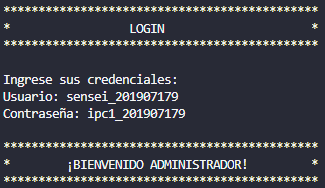 *********************************************
* LOGIN *
*********************************************
Ingrese sus credenciales:
Usuario: sensei_201907179
Contraseña: ipc1_201907179
*********************************************
* ¡BIENVENIDO ADMINISTRADOR! *
*********************************************